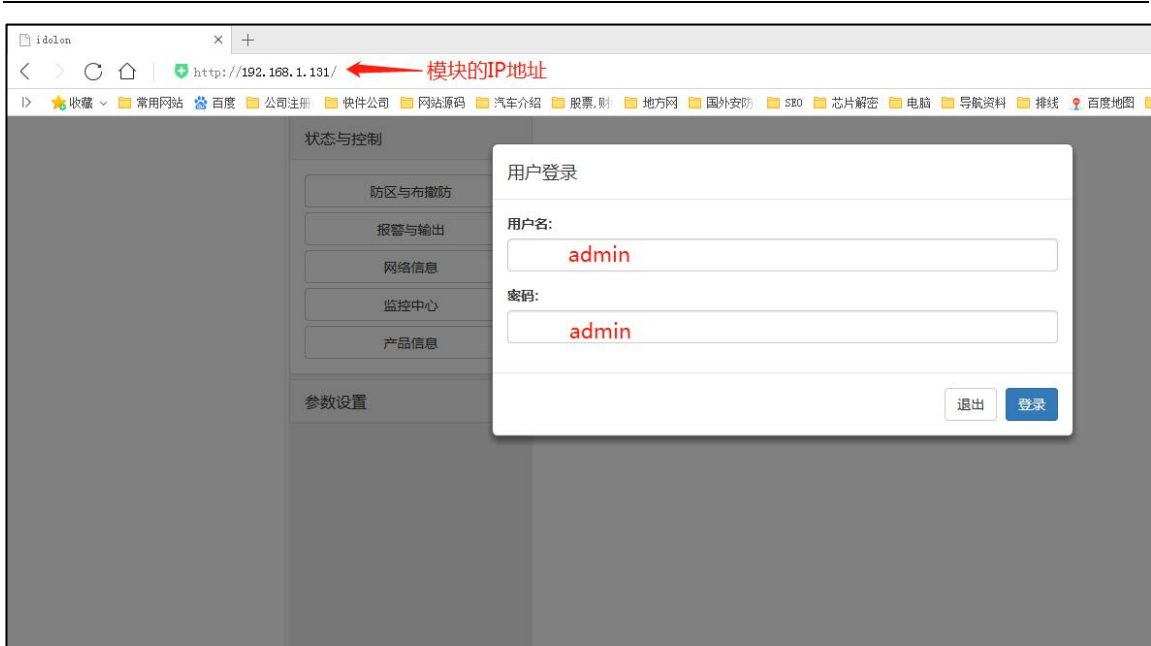 idolon
http://192.168.1.131/ 模块的IP地址
收藏 常用网站 百度 公司注册 快件公司 网站源码 汽车介绍 股票,财 地方网 国外安防 SEO 芯片解密 电脑 导航资料 排线 百度地图
状态与控制
防区与布撤防
报警与输出
网络信息
监控中心
产品信息
参数设置
用户登录
用户名:
admin
密码:
admin
退出 登录